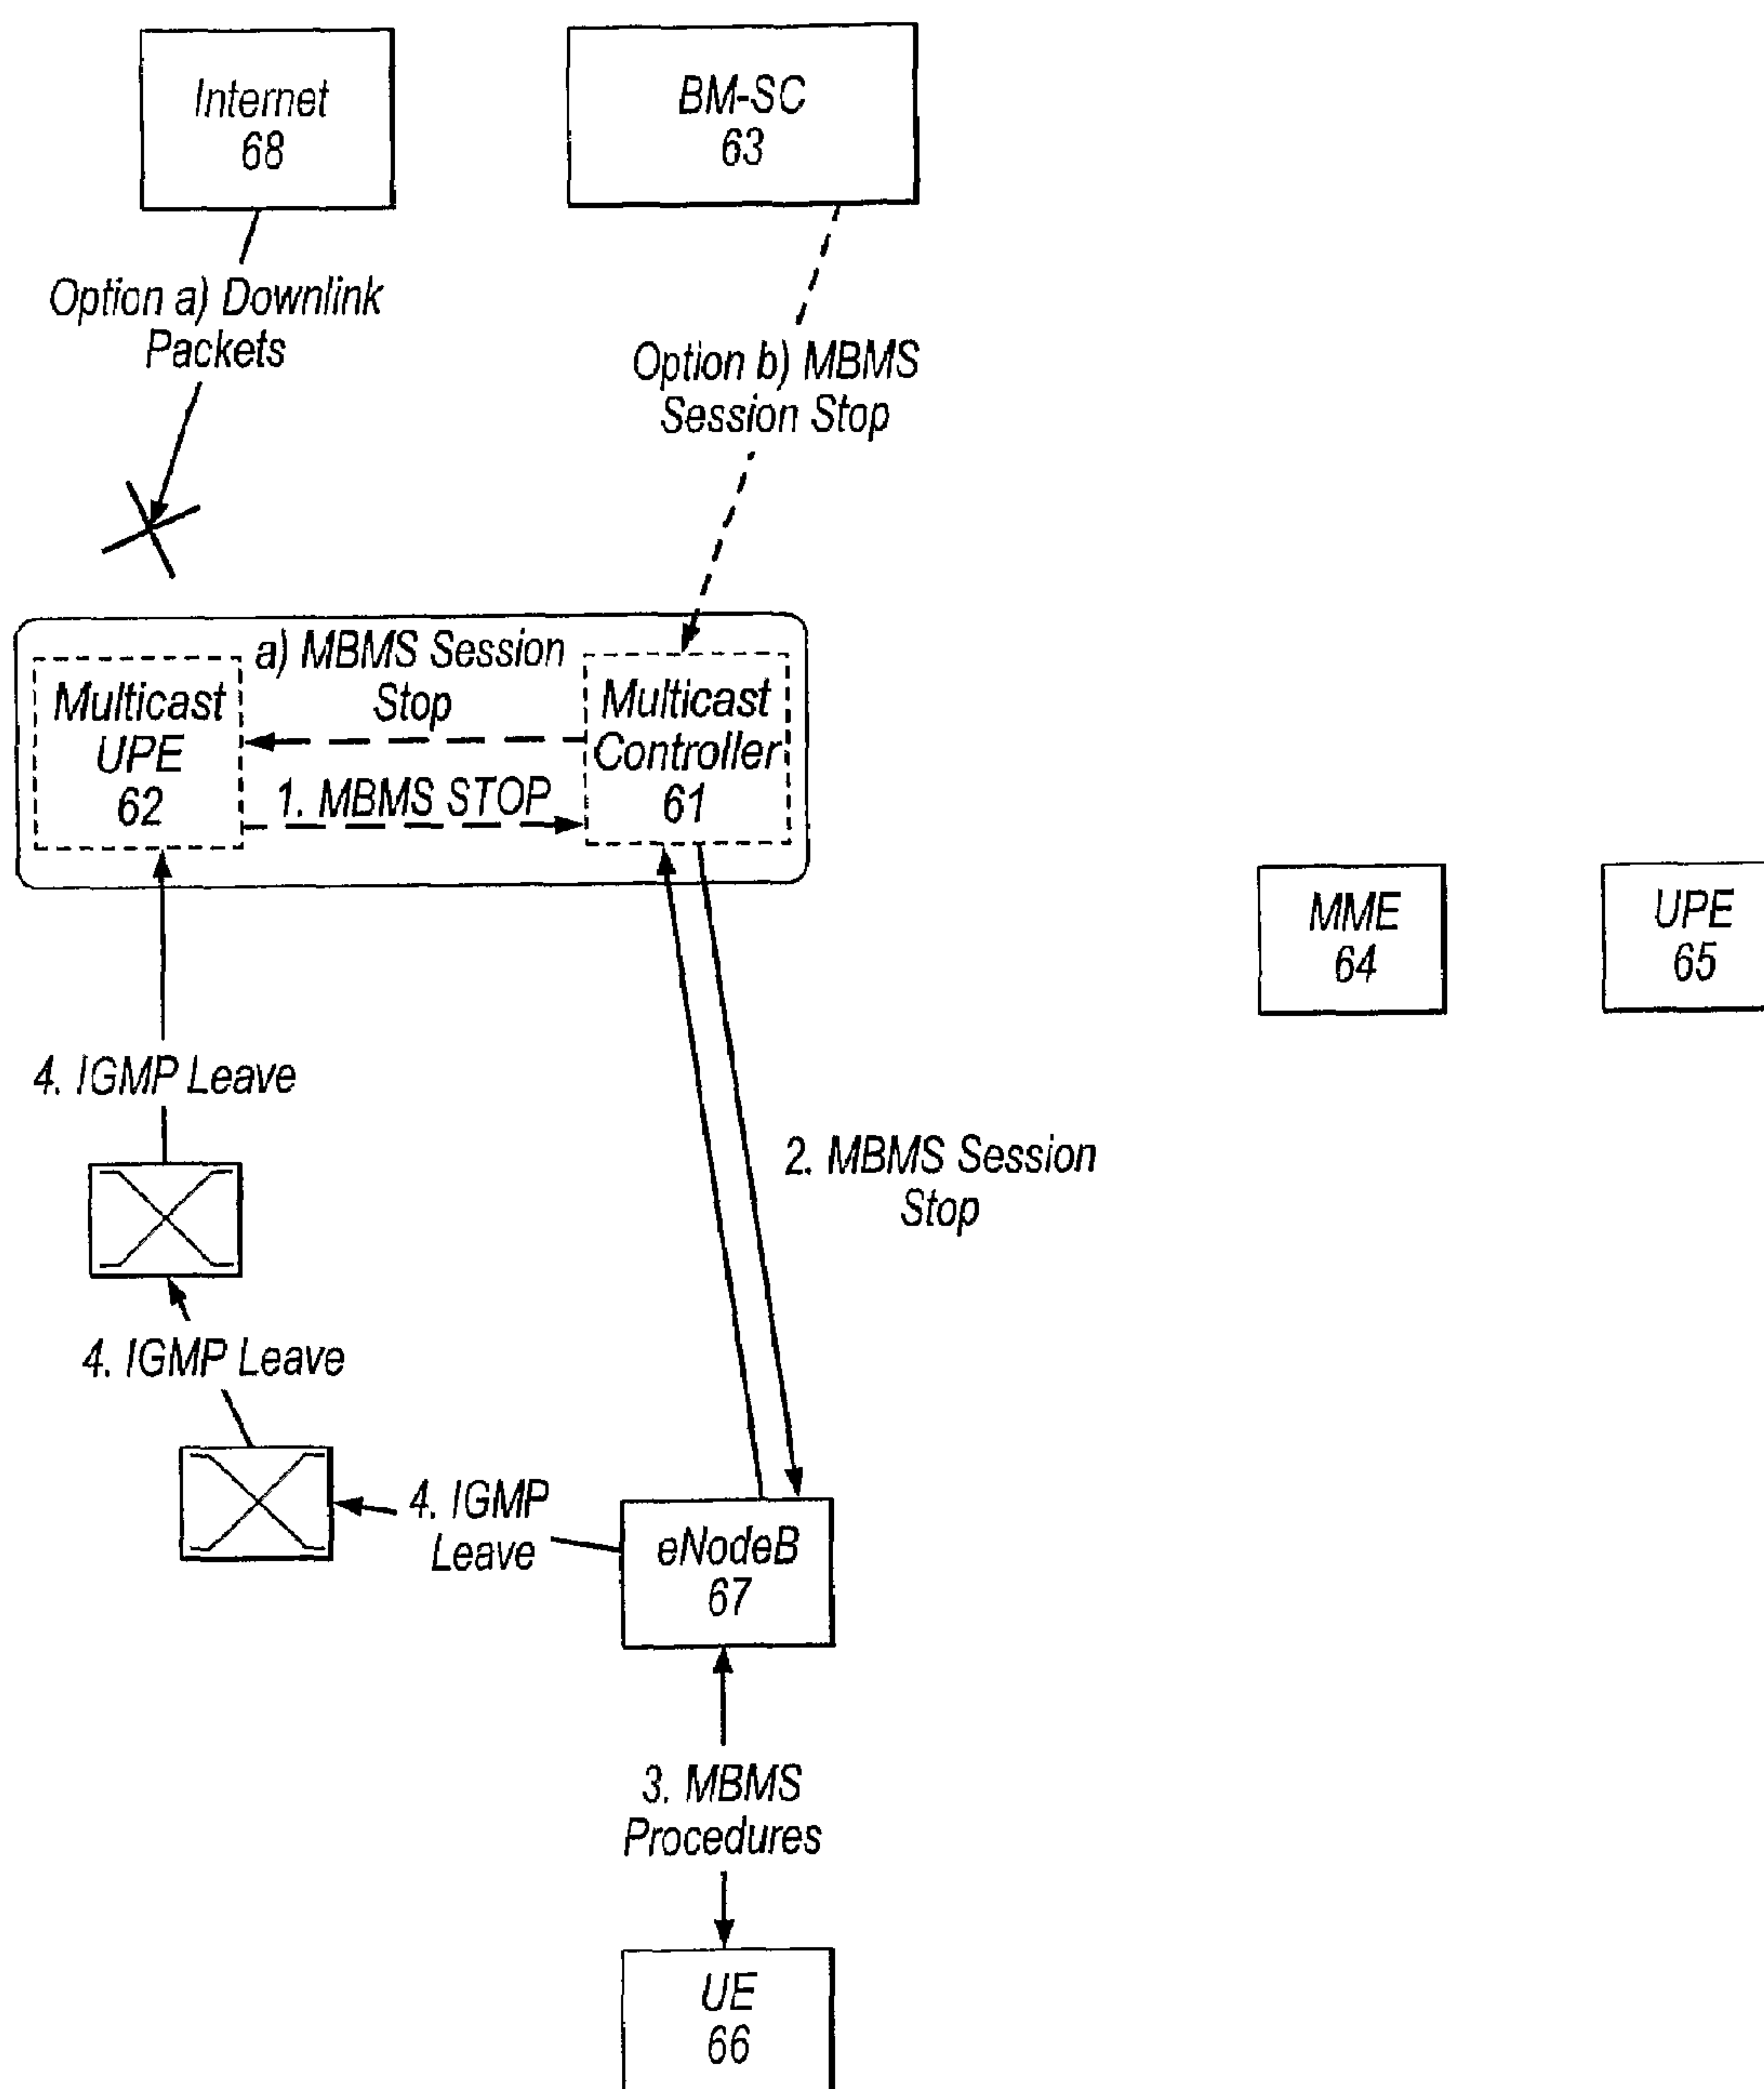 Internet
68
BM-SC
63
Option a) Downlink
Packets
Option b) MBMS
Session Stop
a) MBMS Session
Stop
Multicast
UPE
62
Multicast
Controller
61
1. MBMS STOP
MME
64
UPE
65
4. IGMP Leave
2. MBMS Session
Stop
4. IGMP Leave
4. IGMP
Leave
eNodeB
67
3. MBMS
Procedures
UE
66